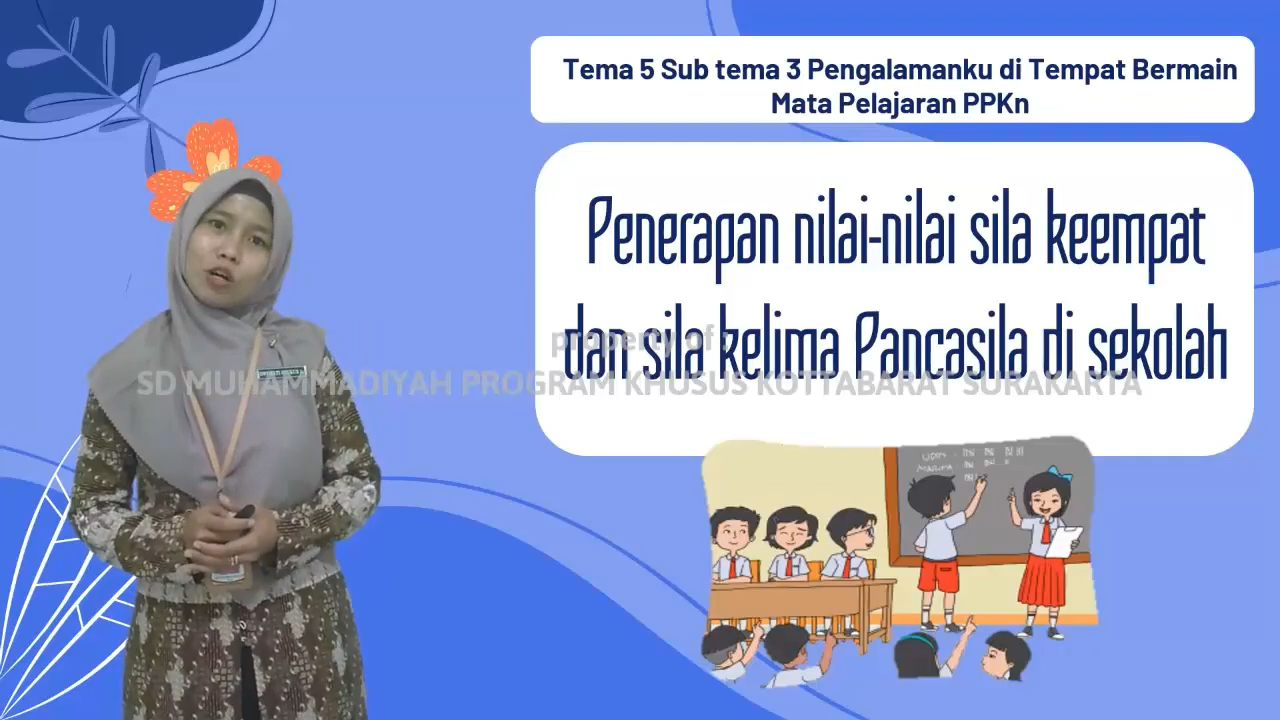 Tema 5 Sub tema 3 Pengalamanku di Tempat Bermain
Mata Pelajaran PPKn
Penerapan nilai-nilai sila keempat
dan sila kelima Pancasila di sekolah
property of :
SD MUHAMMADIYAH PROGRAM KHUSUS KOTTABARAT SURAKARTA